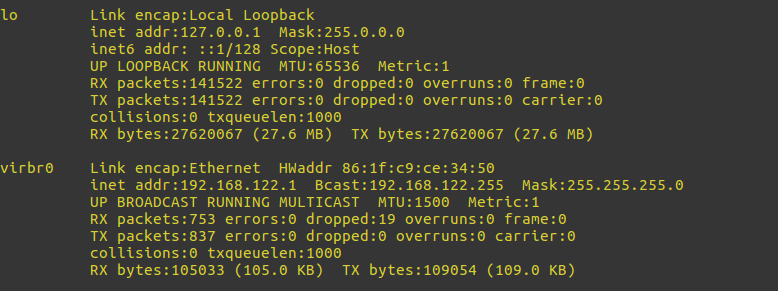 lo        Link encap:Local Loopback
          inet addr:127.0.0.1  Mask:255.0.0.0
          inet6 addr: ::1/128 Scope:Host
          UP LOOPBACK RUNNING  MTU:65536  Metric:1
          RX packets:141522 errors:0 dropped:0 overruns:0 frame:0
          TX packets:141522 errors:0 dropped:0 overruns:0 carrier:0
          collisions:0 txqueuelen:1000
          RX bytes:27620067 (27.6 MB)  TX bytes:27620067 (27.6 MB)

virbr0    Link encap:Ethernet  HWaddr 86:1f:c9:ce:34:50
          inet addr:192.168.122.1  Bcast:192.168.122.255  Mask:255.255.255.0
          UP BROADCAST RUNNING MULTICAST  MTU:1500  Metric:1
          RX packets:753 errors:0 dropped:19 overruns:0 frame:0
          TX packets:837 errors:0 dropped:0 overruns:0 carrier:0
          collisions:0 txqueuelen:1000
          RX bytes:105033 (105.0 KB)  TX bytes:109054 (109.0 KB)